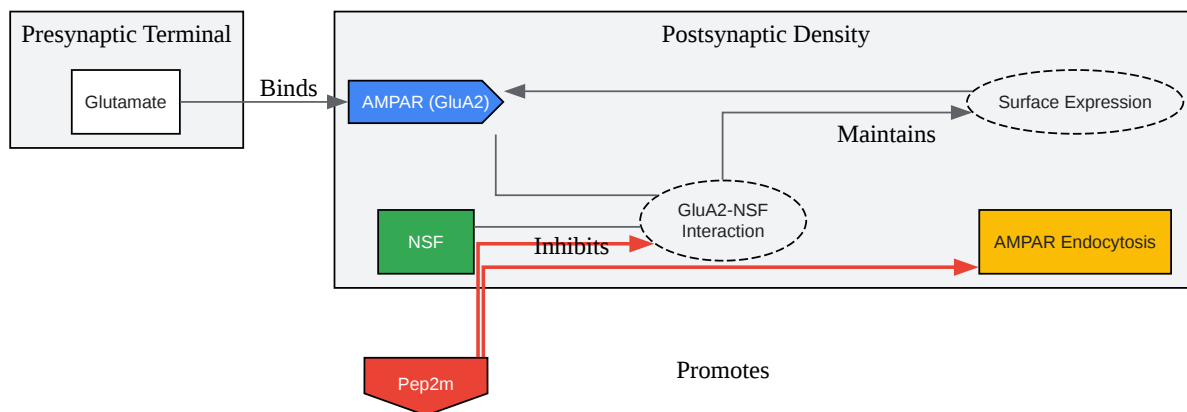 Presynaptic Terminal
Postsynaptic Density
Glutamate
Binds
AMPAR (GluA2)
Surface Expression
Maintains
GluA2-NSF
Interaction
NSF
Inhibits
AMPAR Endocytosis
Pep2m
Promotes